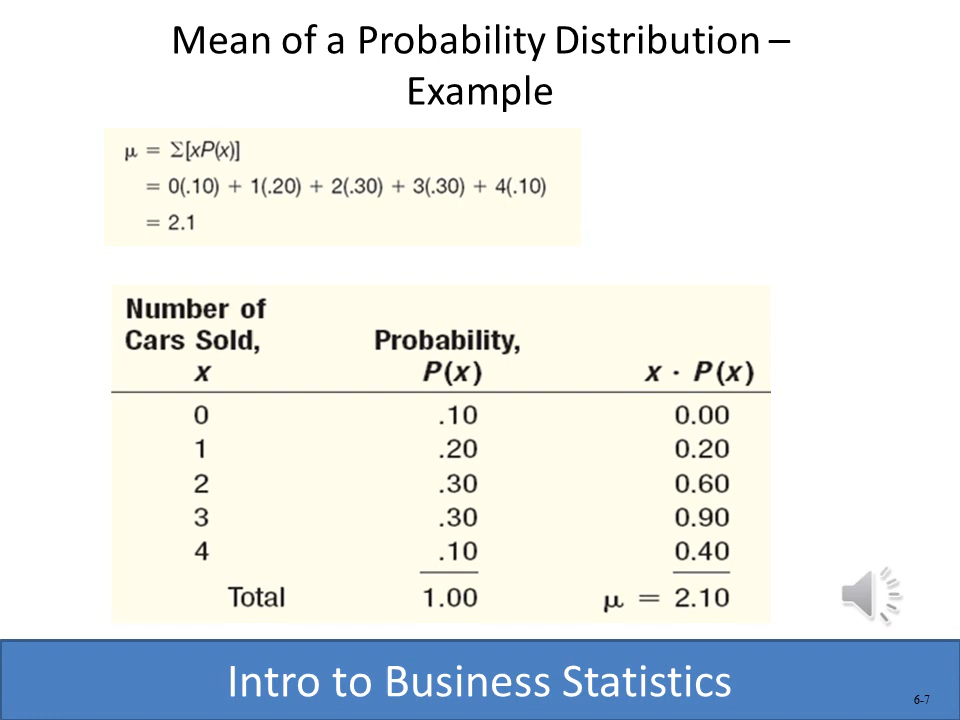 Mean of a Probability Distribution –
Example
μ = Σ[xP(x)]
= 0(.10) + 1(.20) + 2(.30) + 3(.30) + 4(.10)
= 2.1
Number of
Cars Sold, Probability,
x P(x) x · P(x)
0 .10 0.00
1 .20 0.20
2 .30 0.60
3 .30 0.90
4 .10 0.40
Total 1.00 μ = 2.10
Intro to Business Statistics
6-7